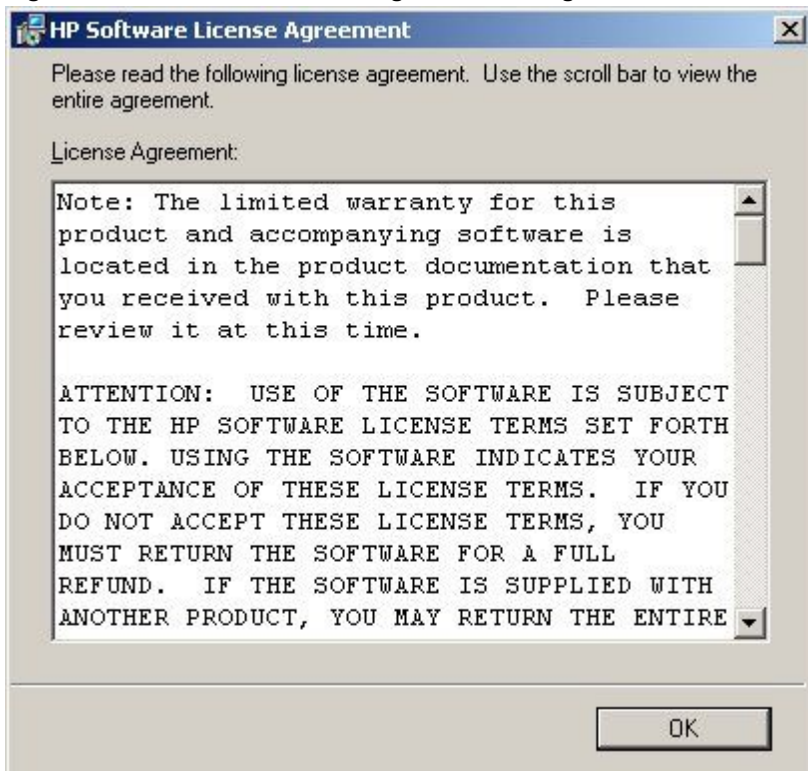 HP Software License Agreement
Please read the following license agreement.  Use the scroll bar to view the
entire agreement.
License Agreement:
Note: The limited warranty for this
product and accompanying software is
located in the product documentation that
you received with this product.  Please
review it at this time.
ATTENTION:  USE OF THE SOFTWARE IS SUBJECT
TO THE HP SOFTWARE LICENSE TERMS SET FORTH
BELOW. USING THE SOFTWARE INDICATES YOUR
ACCEPTANCE OF THESE LICENSE TERMS.  IF YOU
DO NOT ACCEPT THESE LICENSE TERMS, YOU
MUST RETURN THE SOFTWARE FOR A FULL
REFUND.  IF THE SOFTWARE IS SUPPLIED WITH
ANOTHER PRODUCT, YOU MAY RETURN THE ENTIRE
OK